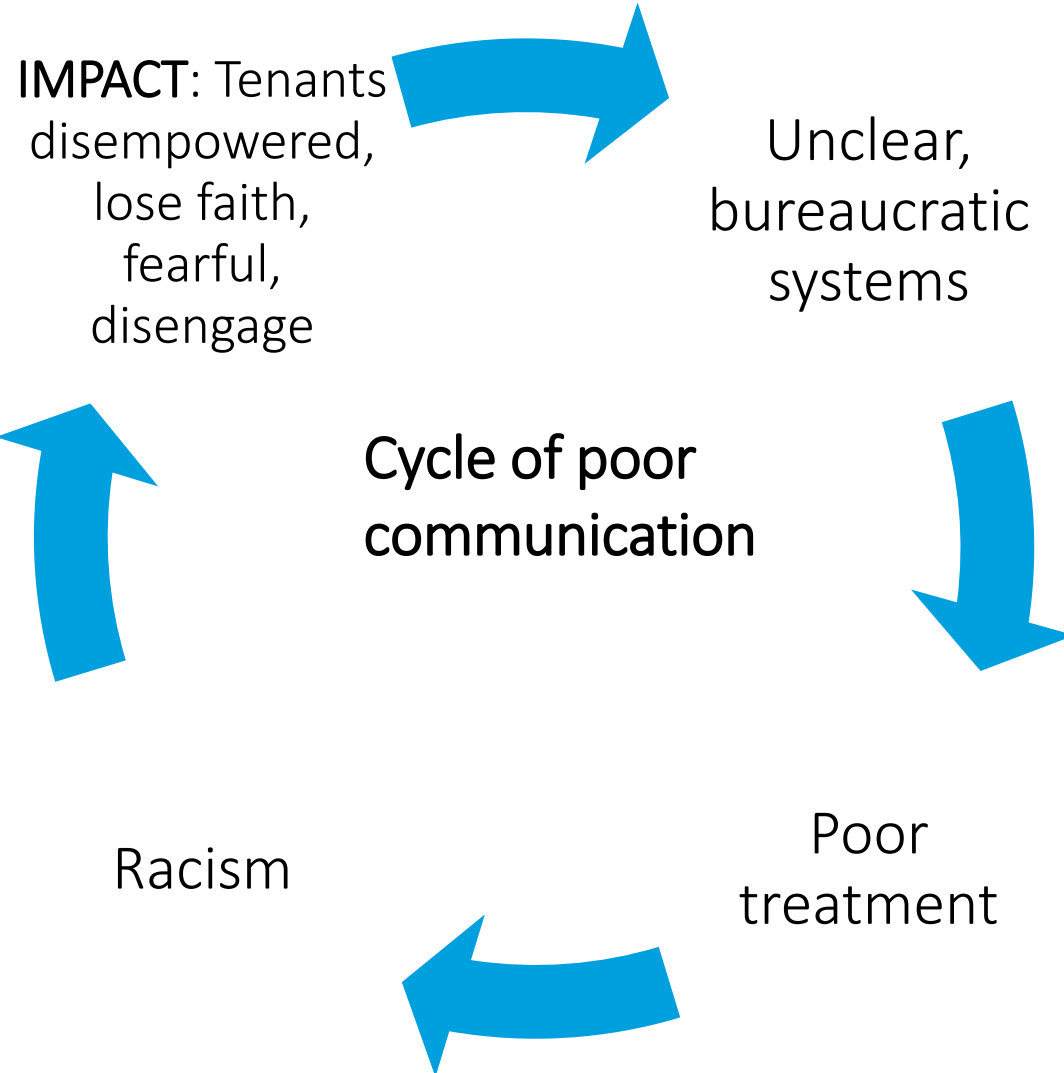 IMPACT: Tenants
disempowered,
lose faith,
fearful,
disengage
Unclear,
bureaucratic
systems
Cycle of poor
communication
Poor
treatment
Racism